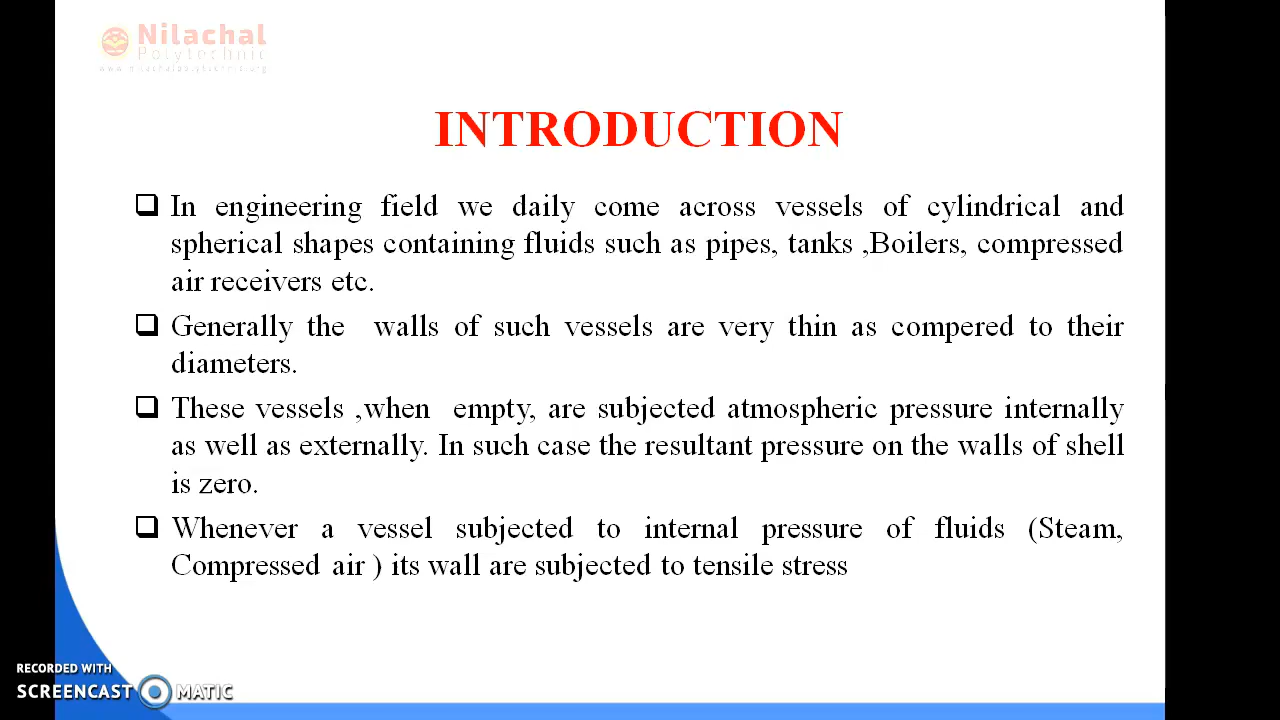 Nilachal
Polytechnic
www.nilachalpolytechnic.org
INTRODUCTION
In engineering field we daily come across vessels of cylindrical and
spherical shapes containing fluids such as pipes, tanks ,Boilers, compressed
air receivers etc.
Generally the walls of such vessels are very thin as compered to their
diameters.
These vessels ,when empty, are subjected atmospheric pressure internally
as well as externally. In such case the resultant pressure on the walls of shell
is zero.
Whenever a vessel subjected to internal pressure of fluids (Steam,
Compressed air ) its wall are subjected to tensile stress
RECORDED WITH
SCREENCAST MATIC